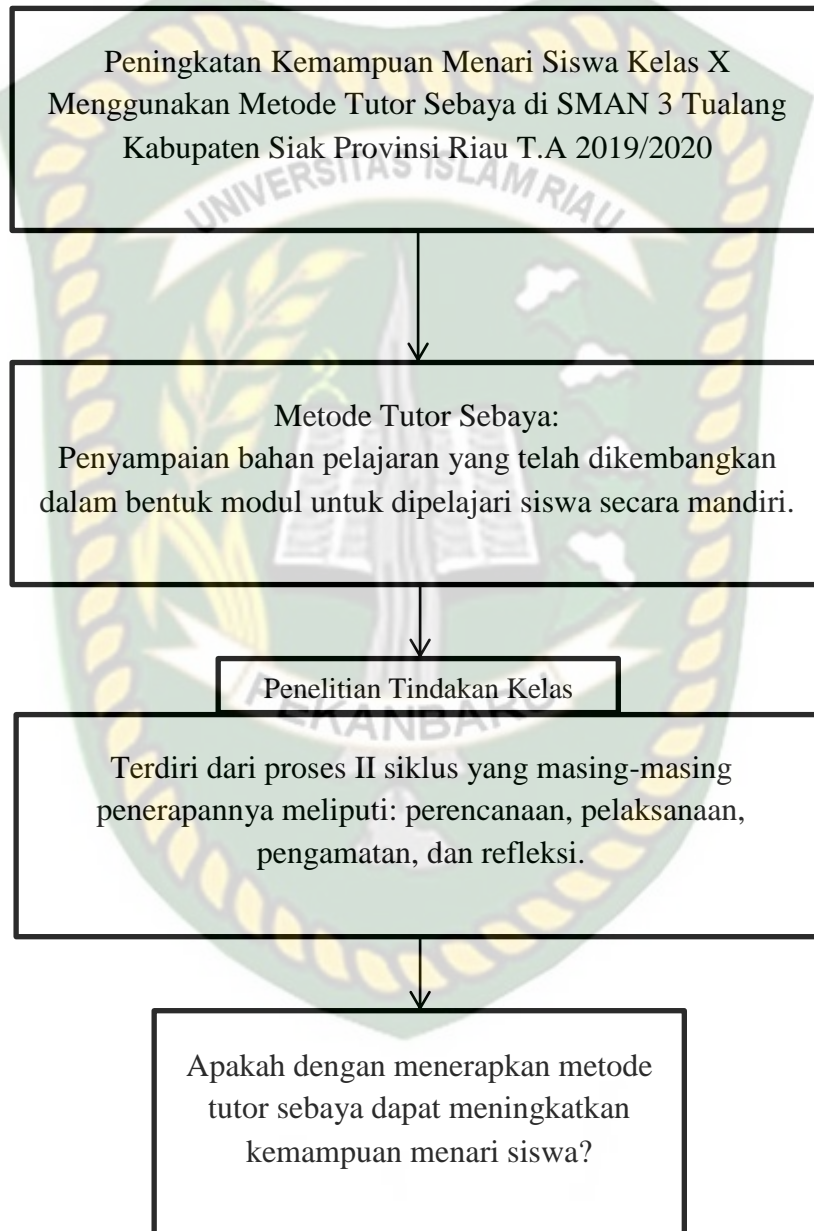 Peningkatan Kemampuan Menari Siswa Kelas X
Menggunakan Metode Tutor Sebaya di SMAN 3 Tualang
Kabupaten Siak Provinsi Riau T.A 2019/2020
UNIVERSITAS ISLAM RIAU
Metode Tutor Sebaya:
Penyampaian bahan pelajaran yang telah dikembangkan
dalam bentuk modul untuk dipelajari siswa secara mandiri.
Penelitian Tindakan Kelas
PEKANBARU
Terdiri dari proses II siklus yang masing-masing
penerapannya meliputi: perencanaan, pelaksanaan,
pengamatan, dan refleksi.
Apakah dengan menerapkan metode
tutor sebaya dapat meningkatkan
kemampuan menari siswa?